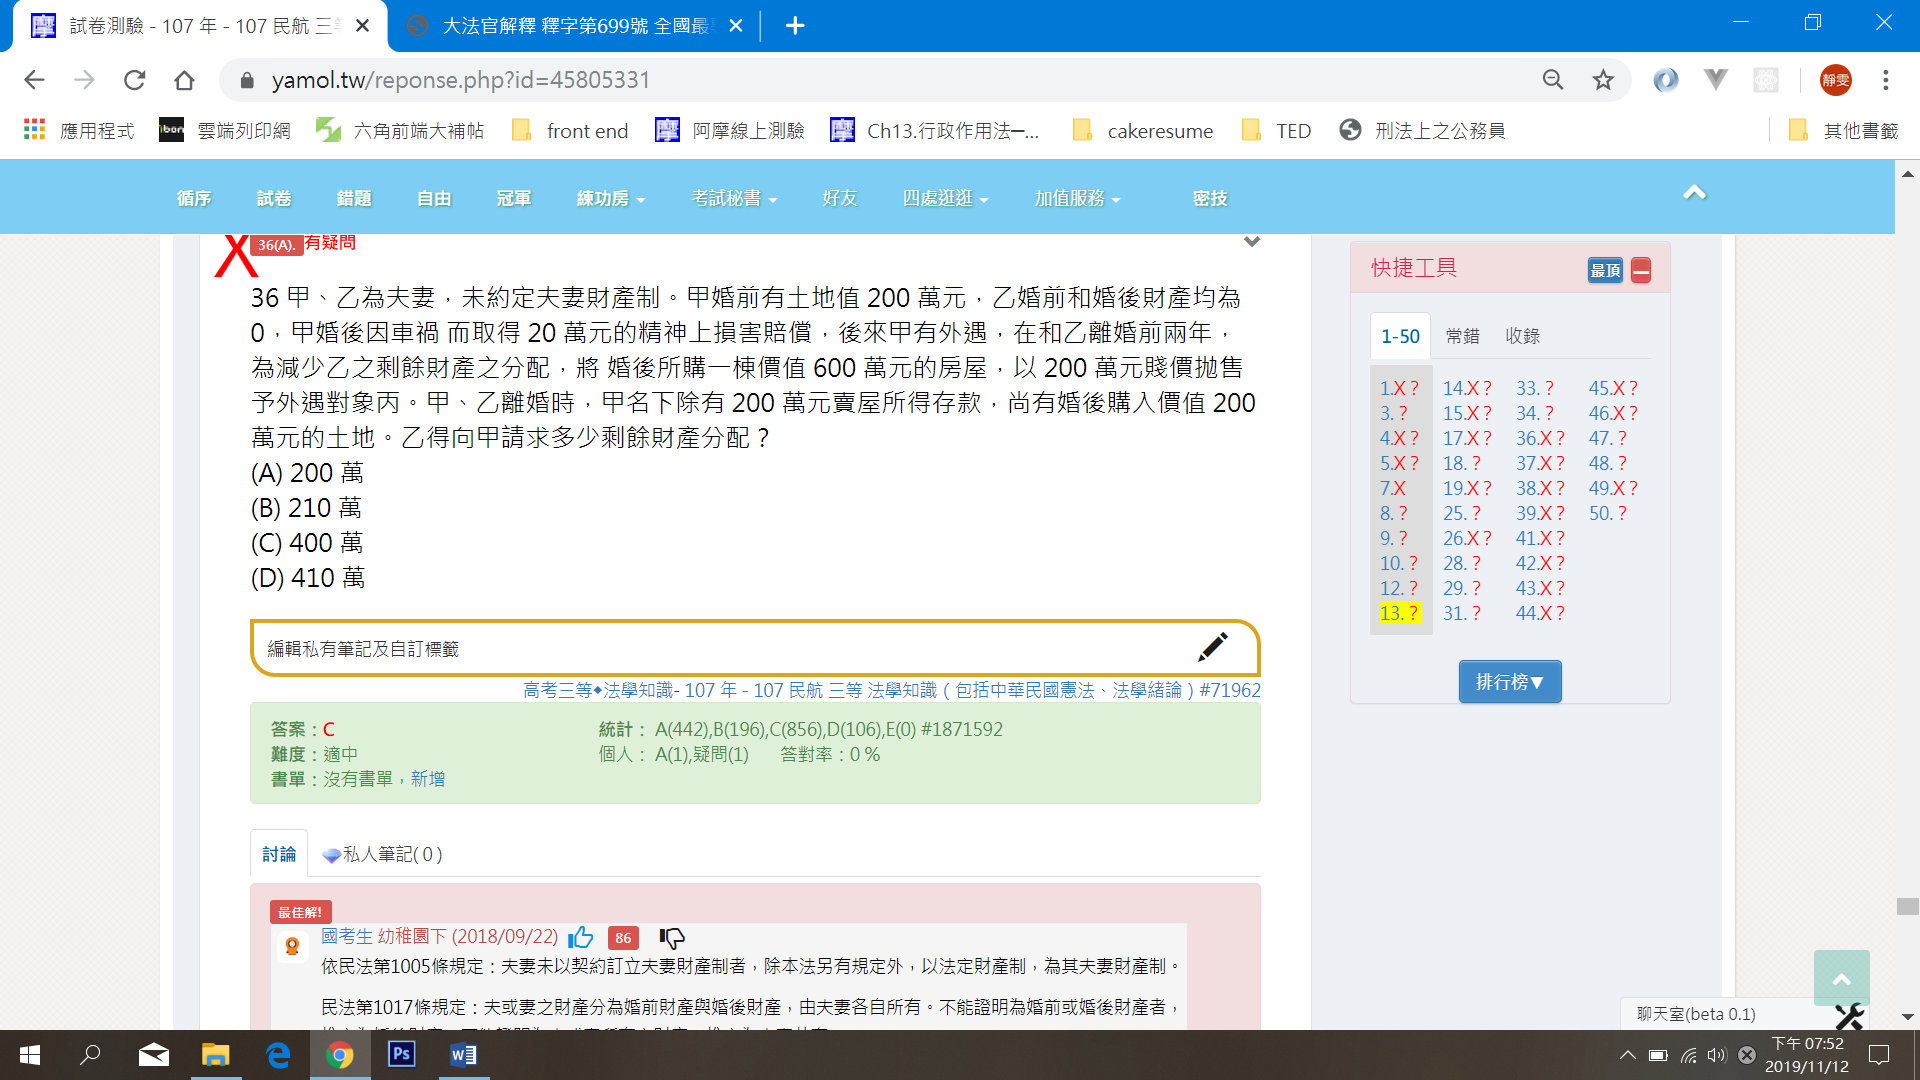 試卷測驗 - 107 年 - 107 民航 三等
大法官解釋 釋字第699號 全國最
yamol.tw/reponse.php?id=45805331
靜雯
應用程式
ibon
雲端列印網
六角前端大補帖
front end
阿摩線上測驗
Ch13.行政作用法─...
cakeresume
TED
刑法上之公務員
其他書籤
循序 試卷 錯題 自由 冠軍 練功房 考試秘書 好友 四處逛逛 加值服務 密技
X 36(A). 有疑問
36 甲、乙為夫妻，未約定夫妻財產制。甲婚前有土地值 200 萬元，乙婚前和婚後財產均為
0，甲婚後因車禍 而取得 20 萬元的精神上損害賠償，後來甲有外遇，在和乙離婚前兩年，
為減少乙之剩餘財產之分配，將 婚後所購一棟價值 600 萬元的房屋，以 200 萬元賤價拋售
予外遇對象丙。甲、乙離婚時，甲名下除有 200 萬元賣屋所得存款，尚有婚後購入價值 200
萬元的土地。乙得向甲請求多少剩餘財產分配？
(A) 200 萬
(B) 210 萬
(C) 400 萬
(D) 410 萬
編輯私有筆記及自訂標籤
高考三等◆法學知識- 107 年 - 107 民航 三等 法學知識（包括中華民國憲法、法學緒論）#71962
答案：C
難度：適中
書單：沒有書單，新增
統計： A(442),B(196),C(856),D(106),E(0) #1871592
個人： A(1),疑問(1) 答對率：0 %
討論
私人筆記( 0 )
最佳解!
國考生 幼稚園下 (2018/09/22) 86
依民法第1005條規定：夫妻未以契約訂立夫妻財產制者，除本法另有規定外，以法定財產制，為其夫妻財產制。
民法第1017條規定：夫或妻之財產分為婚前財產與婚後財產，由夫妻各自所有。不能證明為婚前或婚後財產者，
快捷工具
最頂
1-50 常錯 收錄
1.X ? 14.X ? 33. ? 45.X ?
3. ? 15.X ? 34. ? 46.X ?
4.X ? 17.X ? 36.X ? 47. ?
5.X ? 18. ? 37.X ? 48. ?
7.X 19.X ? 38.X ? 49.X ?
8. ? 25. ? 39.X ? 50. ?
9. ? 26.X ? 41.X ?
10. ? 28. ? 42.X ?
12. ? 29. ? 43.X ?
13. ? 31. ? 44.X ?
排行榜▼
聊天室(beta 0.1)
Ps
下午 07:52
2019/11/12